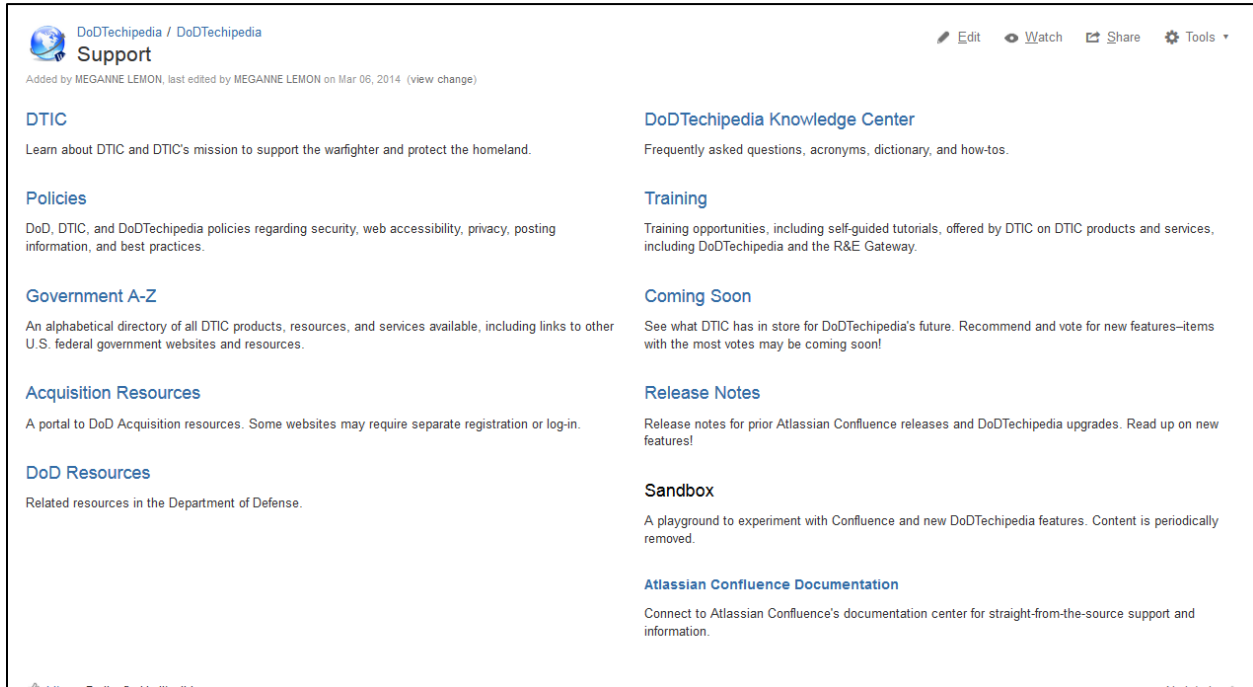 DoDTechipedia / DoDTechipedia
Support
Edit Watch Share Tools
Added by MEGANNE LEMON, last edited by MEGANNE LEMON on Mar 06, 2014 (view change)
DTIC
Learn about DTIC and DTIC's mission to support the warfighter and protect the homeland.
Policies
DoD, DTIC, and DoDTechipedia policies regarding security, web accessibility, privacy, posting
information, and best practices.
Government A-Z
An alphabetical directory of all DTIC products, resources, and services available, including links to other
U.S. federal government websites and resources.
Acquisition Resources
A portal to DoD Acquisition resources. Some websites may require separate registration or log-in.
DoD Resources
Related resources in the Department of Defense.
DoDTechipedia Knowledge Center
Frequently asked questions, acronyms, dictionary, and how-tos.
Training
Training opportunities, including self-guided tutorials, offered by DTIC on DTIC products and services,
including DoDTechipedia and the R&E Gateway.
Coming Soon
See what DTIC has in store for DoDTechipedia's future. Recommend and vote for new features–items
with the most votes may be coming soon!
Release Notes
Release notes for prior Atlassian Confluence releases and DoDTechipedia upgrades. Read up on new
features!
Sandbox
A playground to experiment with Confluence and new DoDTechipedia features. Content is periodically
removed.
Atlassian Confluence Documentation
Connect to Atlassian Confluence's documentation center for straight-from-the-source support and
information.